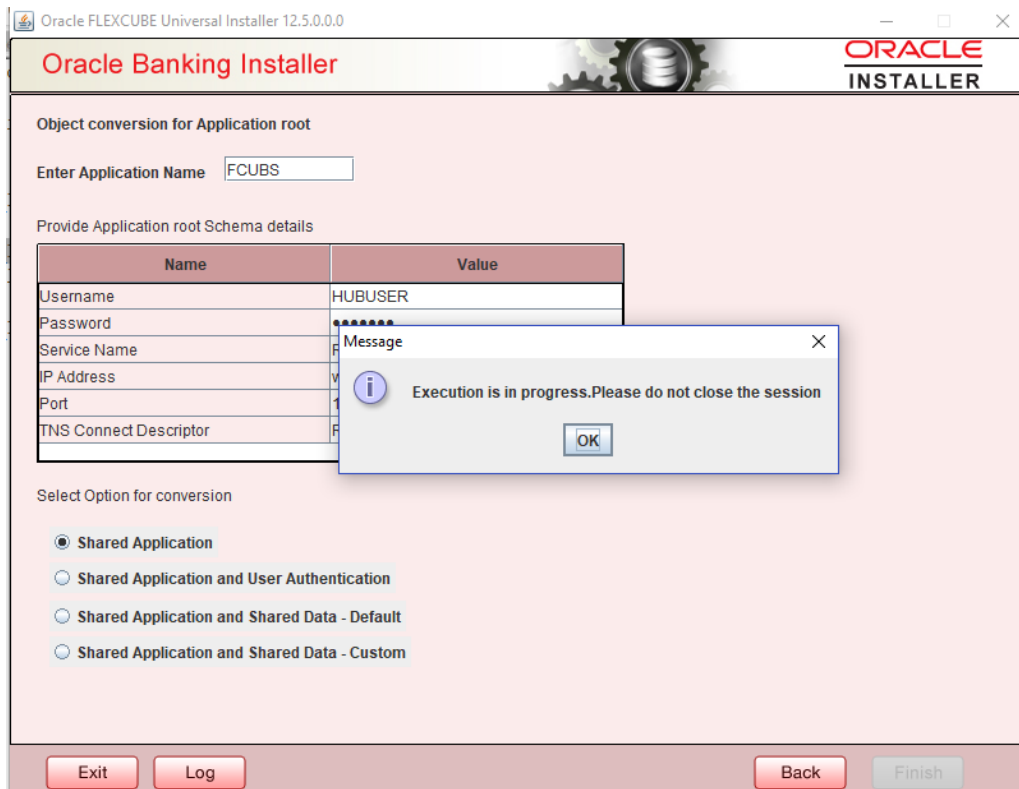 Oracle FLEXCUBE Universal Installer 12.5.0.0.0
Oracle Banking Installer
ORACLE
INSTALLER
Object conversion for Application root
Enter Application Name FCUBS
Provide Application root Schema details
Name Value
Username HUBUSER
Password •••••••
Service Name
IP Address
Port
TNS Connect Descriptor
Message
Execution is in progress.Please do not close the session
OK
Select Option for conversion
Shared Application
Shared Application and User Authentication
Shared Application and Shared Data - Default
Shared Application and Shared Data - Custom
Exit Log Back Finish